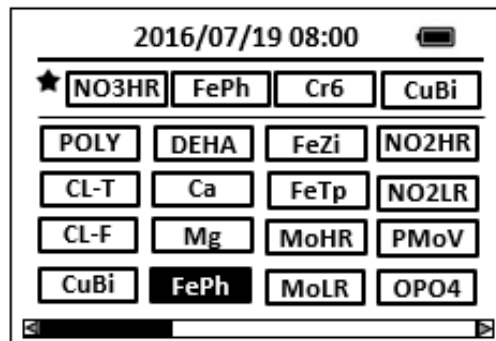 2016/07/19 08:00
NO3HR FePh Cr6 CuBi
POLY DEHA FeZi NO2HR
CL-T Ca FeTp NO2LR
CL-F Mg MoHR PMoV
CuBi FePh MoLR OPO4